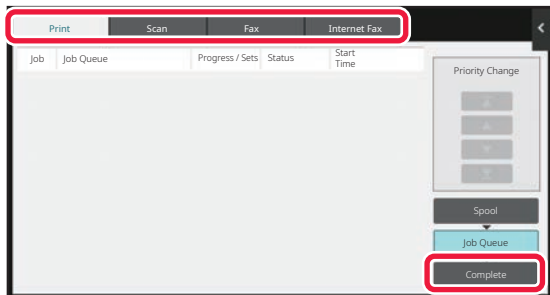 Print Scan Fax Internet Fax
Job Job Queue Progress / Sets Status Start
Time
Priority Change
Spool
Job Queue
Complete